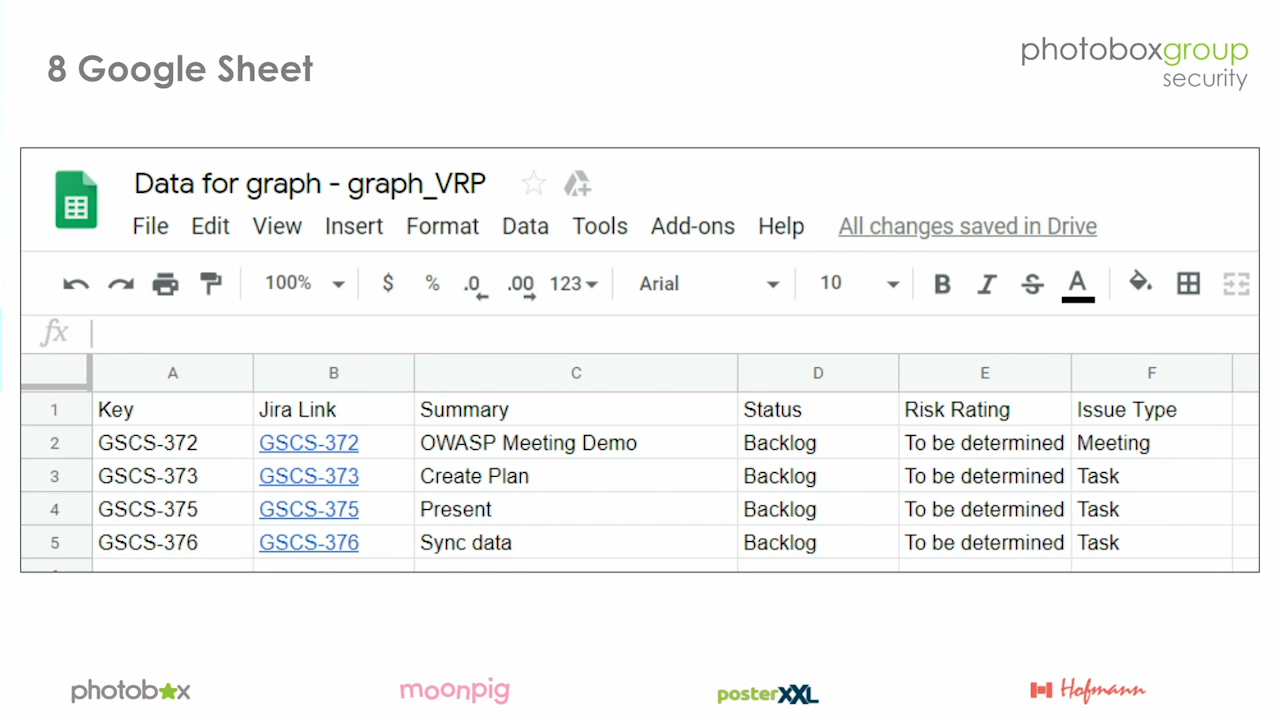 8 Google Sheet
photoboxgroup
security
Data for graph - graph_VRP
File Edit View Insert Format Data Tools Add-ons Help All changes saved in Drive
100% $ % .0 .00 123 Arial 10 B I S A
fx
A B C D E F
1 Key Jira Link Summary Status Risk Rating Issue Type
2 GSCS-372 GSCS-372 OWASP Meeting Demo Backlog To be determined Meeting
3 GSCS-373 GSCS-373 Create Plan Backlog To be determined Task
4 GSCS-375 GSCS-375 Present Backlog To be determined Task
5 GSCS-376 GSCS-376 Sync data Backlog To be determined Task
photobox moonpig posterXXL Hofmann